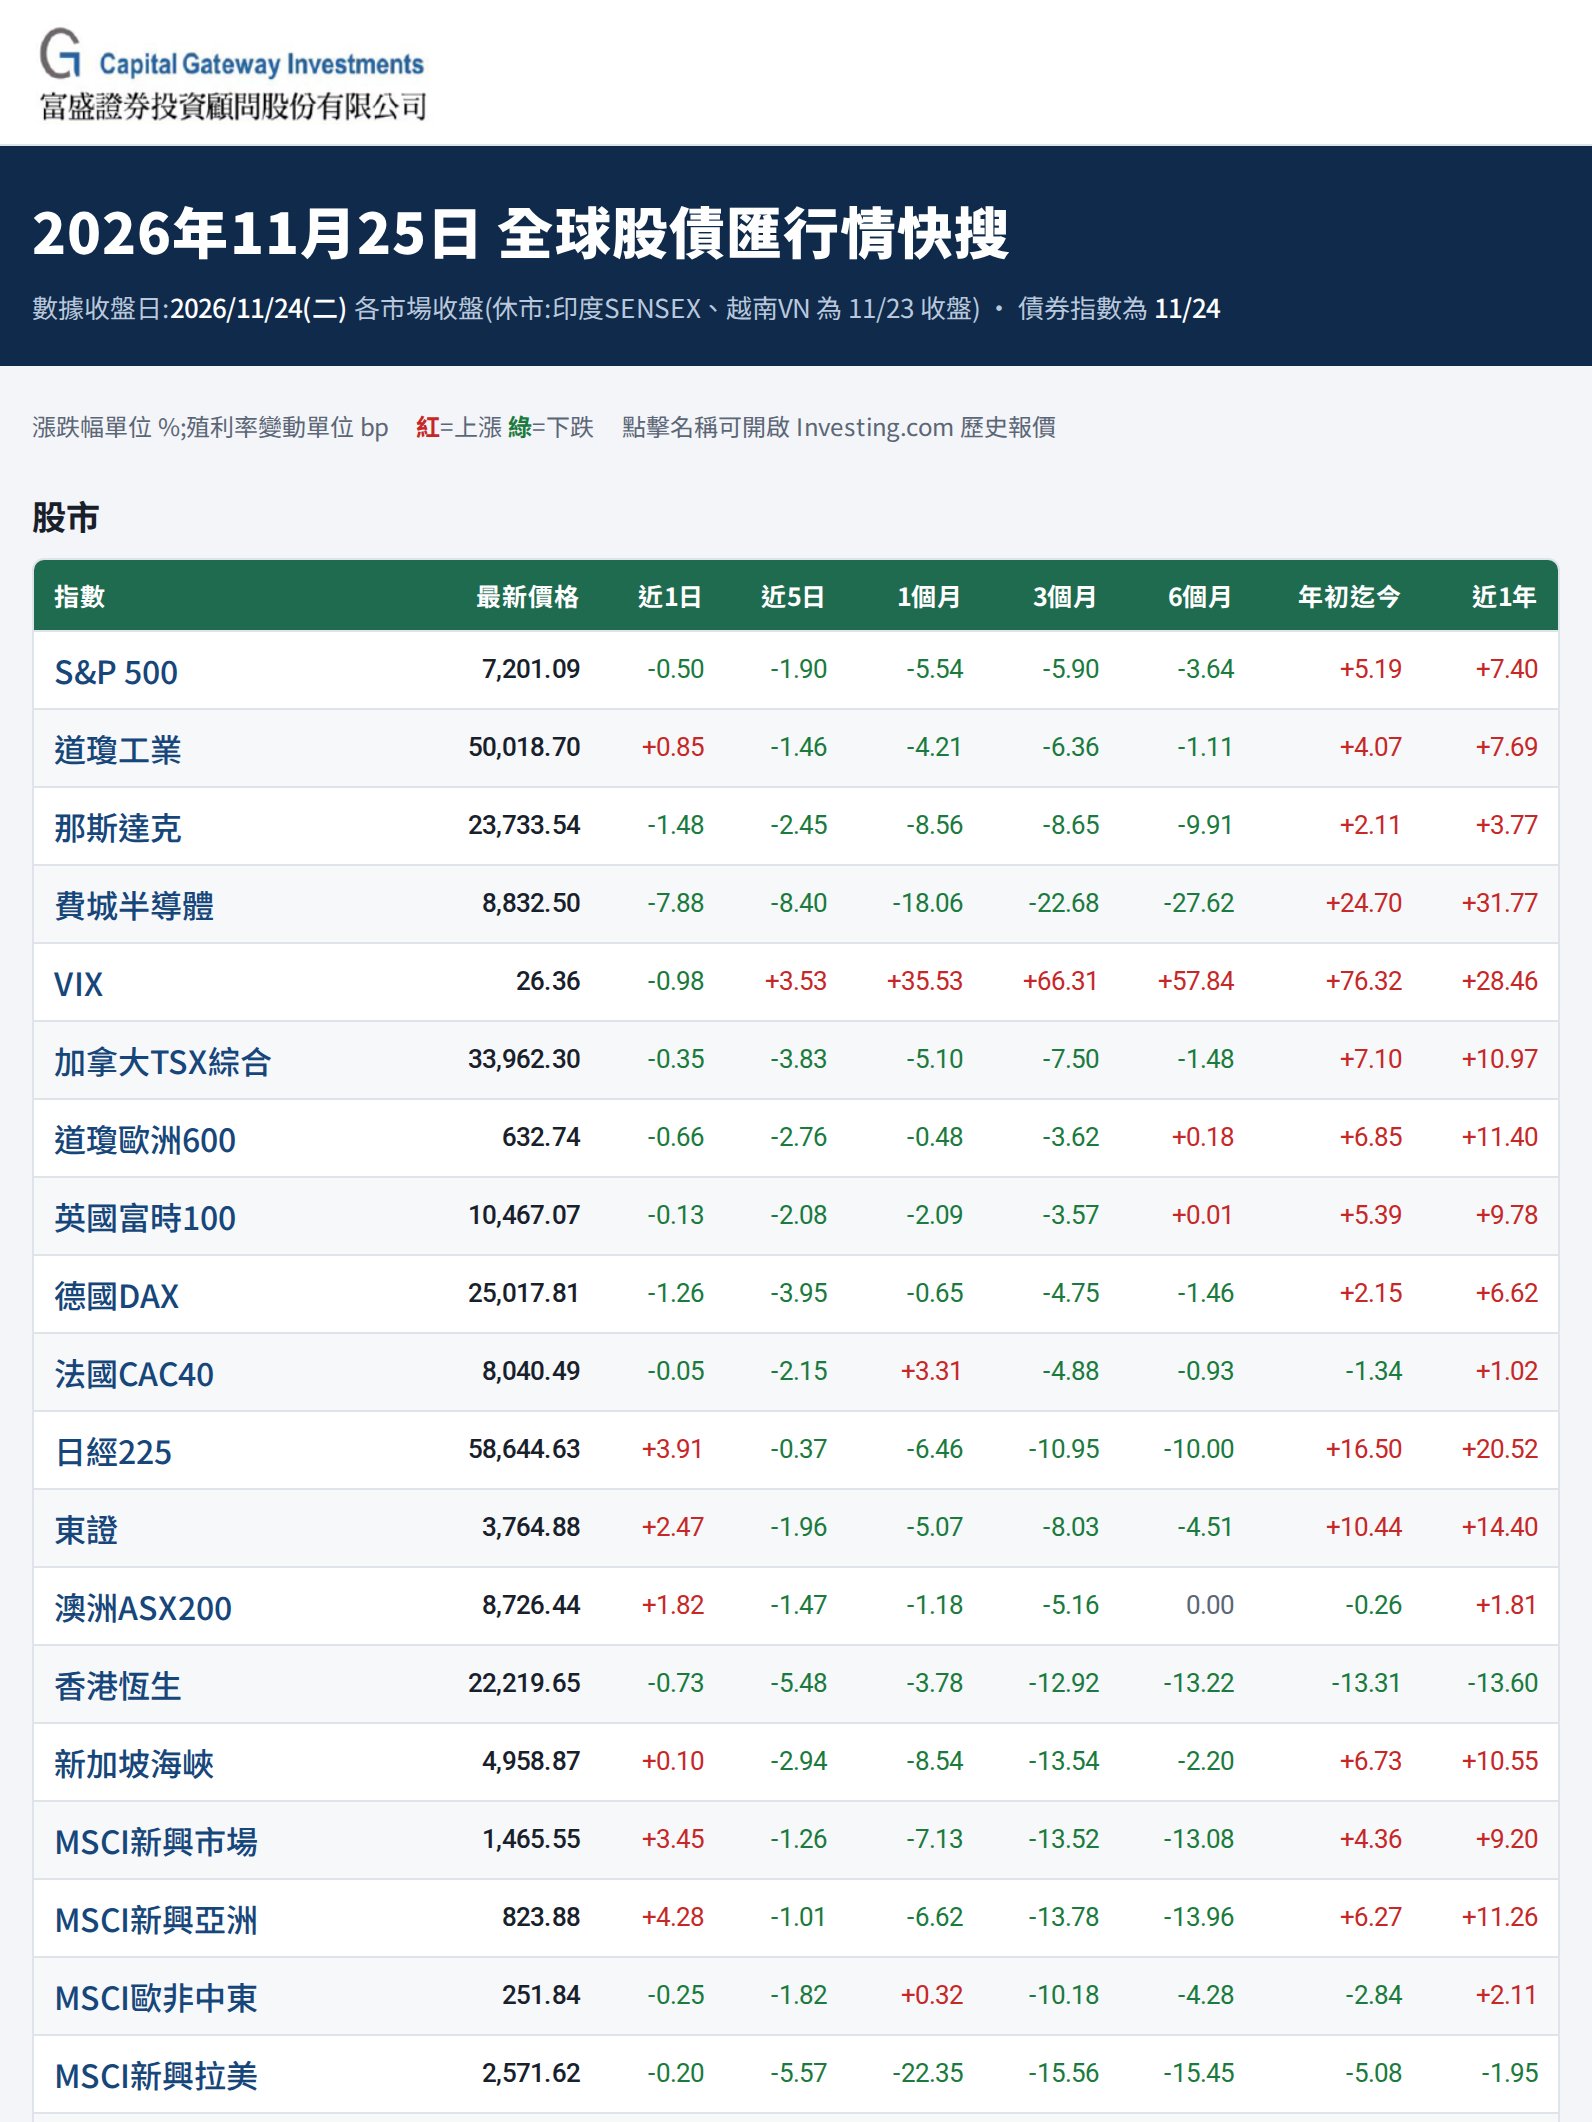 G Capital Gateway Investments
富盛證券投資顧問股份有限公司
2026年11月25日 全球股債匯行情快搜
數據收盤日:2026/11/24(二) 各市場收盤(休市:印度SENSEX、越南VN 為 11/23 收盤) • 債券指數為 11/24
漲跌幅單位 %;殖利率變動單位 bp 紅=上漲 綠=下跌 點擊名稱可開啟 Investing.com 歷史報價
股市
指數 最新價格 近1日 近5日 1個月 3個月 6個月 年初迄今 近1年
S&P 500 7,201.09 -0.50 -1.90 -5.54 -5.90 -3.64 +5.19 +7.40
道瓊工業 50,018.70 +0.85 -1.46 -4.21 -6.36 -1.11 +4.07 +7.69
那斯達克 23,733.54 -1.48 -2.45 -8.56 -8.65 -9.91 +2.11 +3.77
費城半導體 8,832.50 -7.88 -8.40 -18.06 -22.68 -27.62 +24.70 +31.77
VIX 26.36 -0.98 +3.53 +35.53 +66.31 +57.84 +76.32 +28.46
加拿大TSX綜合 33,962.30 -0.35 -3.83 -5.10 -7.50 -1.48 +7.10 +10.97
道瓊歐洲600 632.74 -0.66 -2.76 -0.48 -3.62 +0.18 +6.85 +11.40
英國富時100 10,467.07 -0.13 -2.08 -2.09 -3.57 +0.01 +5.39 +9.78
德國DAX 25,017.81 -1.26 -3.95 -0.65 -4.75 -1.46 +2.15 +6.62
法國CAC40 8,040.49 -0.05 -2.15 +3.31 -4.88 -0.93 -1.34 +1.02
日經225 58,644.63 +3.91 -0.37 -6.46 -10.95 -10.00 +16.50 +20.52
東證 3,764.88 +2.47 -1.96 -5.07 -8.03 -4.51 +10.44 +14.40
澳洲ASX200 8,726.44 +1.82 -1.47 -1.18 -5.16 0.00 -0.26 +1.81
香港恆生 22,219.65 -0.73 -5.48 -3.78 -12.92 -13.22 -13.31 -13.60
新加坡海峽 4,958.87 +0.10 -2.94 -8.54 -13.54 -2.20 +6.73 +10.55
MSCI新興市場 1,465.55 +3.45 -1.26 -7.13 -13.52 -13.08 +4.36 +9.20
MSCI新興亞洲 823.88 +4.28 -1.01 -6.62 -13.78 -13.96 +6.27 +11.26
MSCI歐非中東 251.84 -0.25 -1.82 +0.32 -10.18 -4.28 -2.84 +2.11
MSCI新興拉美 2,571.62 -0.20 -5.57 -22.35 -15.56 -15.45 -5.08 -1.95